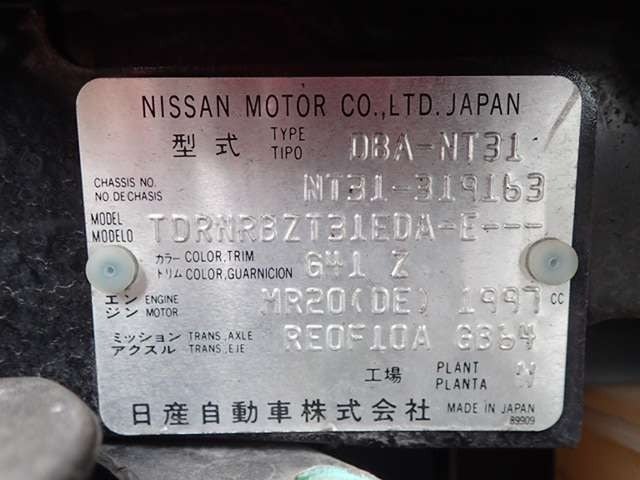 NISSAN MOTOR CO.,LTD. JAPAN
型式 TYPE TIPO DBA-NT31
CHASSIS NO. NO DE CHASIS NT31-319163
MODEL MODELO TDRNRBZT31EDA-E---
カラー COLOR,TRIM トリム COLOR,GUARNICION G41 Z
エンジン ENGINE MOTOR MR20(DE) 1997 CC
ミッション TRANS,AXLE アクスル TRANS,EJE RE0F10A G364
工場 PLANT PLANTA N
日産自動車株式会社 MADE IN JAPAN
89909